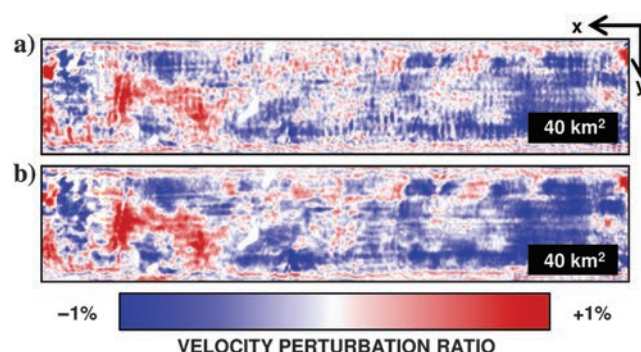 x
a)
y
40 km²
b)
40 km²
−1%
+1%
VELOCITY PERTURBATION RATIO